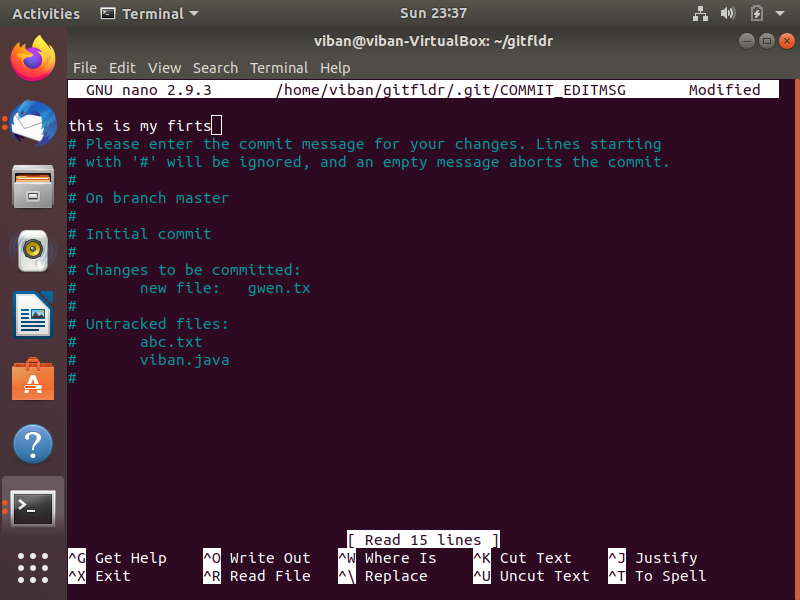 Activities Terminal Sun 23:37
viban@viban-VirtualBox: ~/gitfldr
File Edit View Search Terminal Help
GNU nano 2.9.3 /home/viban/gitfldr/.git/COMMIT_EDITMSG Modified
this is my firts
# Please enter the commit message for your changes. Lines starting
# with '#' will be ignored, and an empty message aborts the commit.
#
# On branch master
#
# Initial commit
#
# Changes to be committed:
# new file: gwen.tx
#
# Untracked files:
# abc.txt
# viban.java
#
[ Read 15 lines ]
^G Get Help ^O Write Out ^W Where Is ^K Cut Text ^J Justify
^X Exit ^R Read File ^\ Replace ^U Uncut Text ^T To Spell